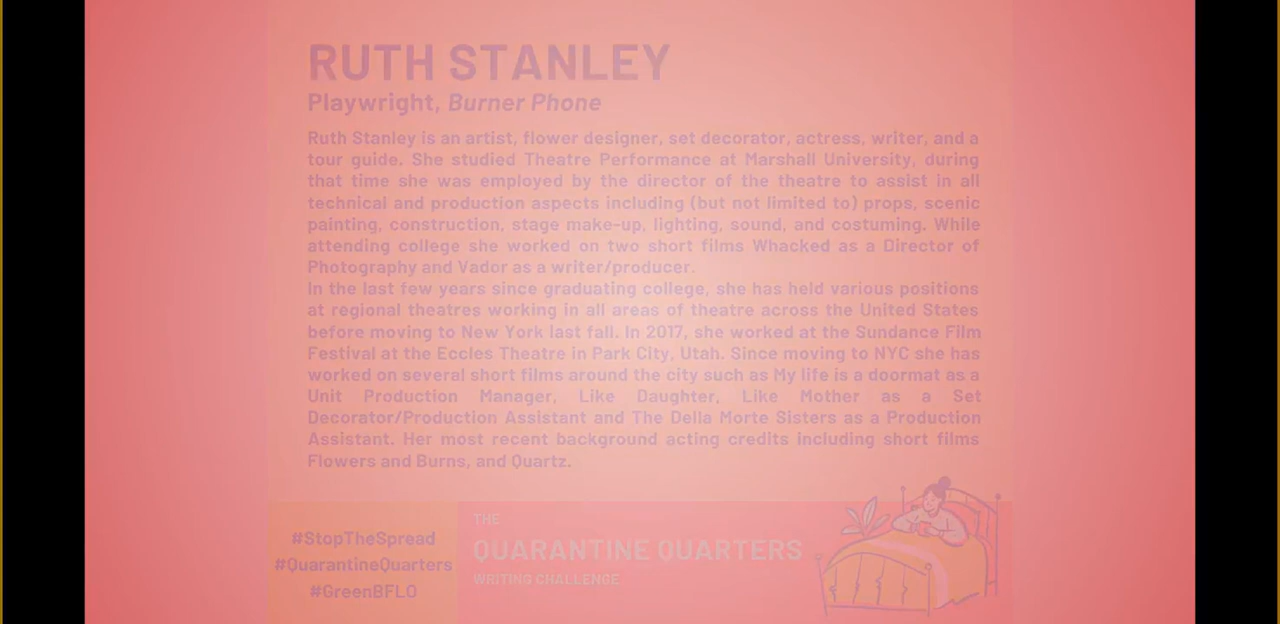 RUTH STANLEY
Playwright, Burner Phone
Ruth Stanley is an artist, flower designer, set decorator, actress, writer, and a
tour guide. She studied Theatre Performance at Marshall University, during
that time she was employed by the director of the theatre to assist in all
technical and production aspects including (but not limited to) props, scenic
painting, construction, stage make-up, lighting, sound, and costuming. While
attending college she worked on two short films Whacked as a Director of
Photography and Vador as a writer/producer.
In the last few years since graduating college, she has held various positions
at regional theatres working in all areas of theatre across the United States
before moving to New York last fall. In 2017, she worked at the Sundance Film
Festival at the Eccles Theatre in Park City, Utah. Since moving to NYC she has
worked on several short films around the city such as My life is a doormat as a
Unit Production Manager, Like Daughter, Like Mother as a Set
Decorator/Production Assistant and The Della Morte Sisters as a Production
Assistant. Her most recent background acting credits including short films
Flowers and Burns, and Quartz.
#StopTheSpread
#QuarantineQuarters
#GreenBFLO
THE
QUARANTINE QUARTERS
WRITING CHALLENGE